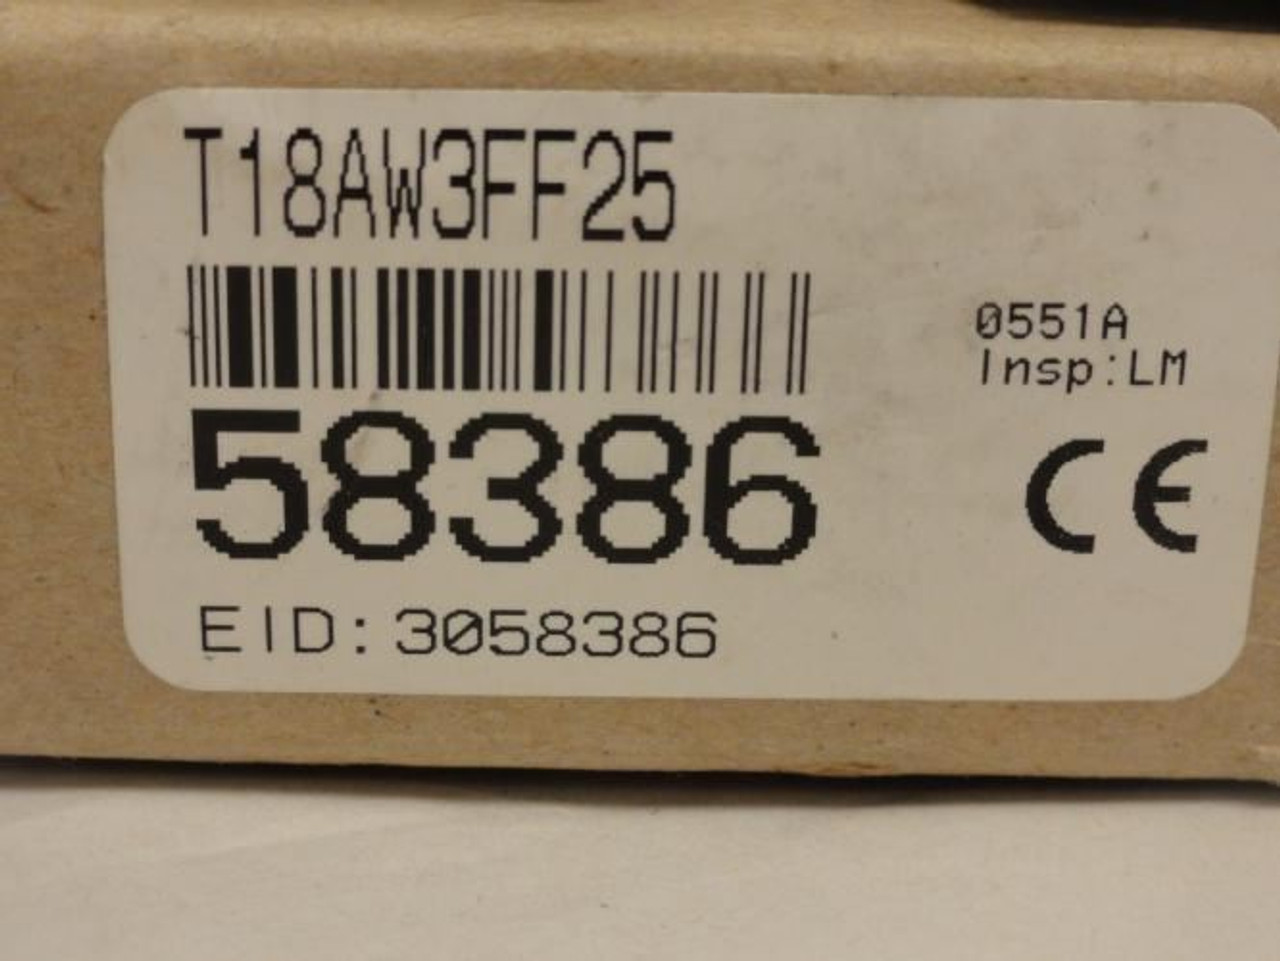 T18AW3FF25
0551A
Insp:LM
58386
CE
EID:3058386